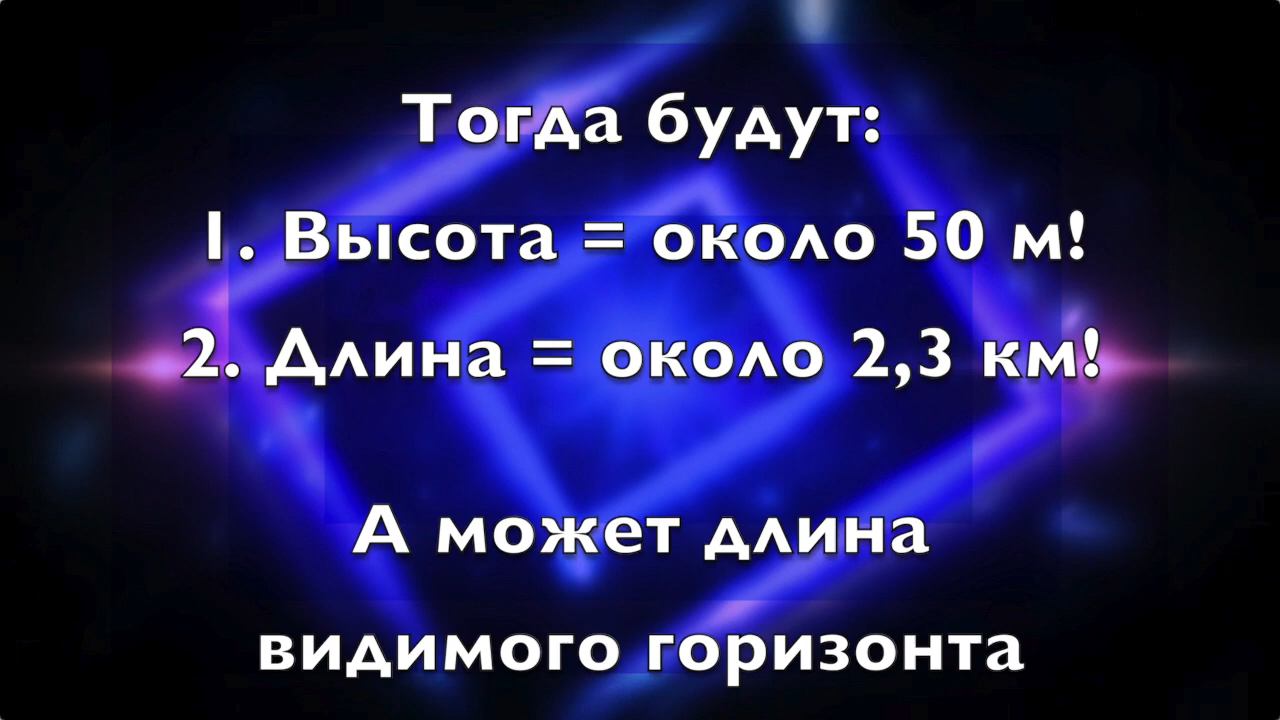 Тогда будут:
1. Высота = около 50 м!
2. Длина = около 2,3 км!
А может длина
видимого горизонта